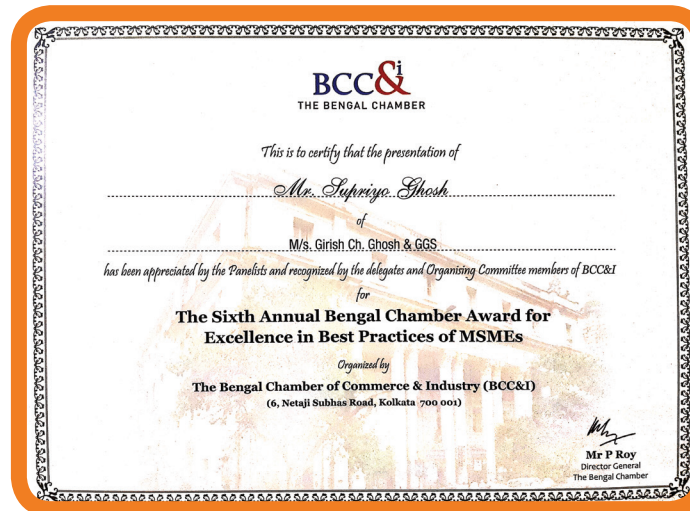 BCC&i
THE BENGAL CHAMBER
This is to certify that the presentation of
Mr. Supriyo Ghosh
of
M/s. Girish Ch. Ghosh & GGS
has been appreciated by the Panelists and recognized by the delegates and Organising Committee members of BCC&I
for
The Sixth Annual Bengal Chamber Award for
Excellence in Best Practices of MSMEs
Organized by
The Bengal Chamber of Commerce & Industry (BCC&I)
(6, Netaji Subhas Road, Kolkata 700 001)
Mr P Roy
Director General
The Bengal Chamber